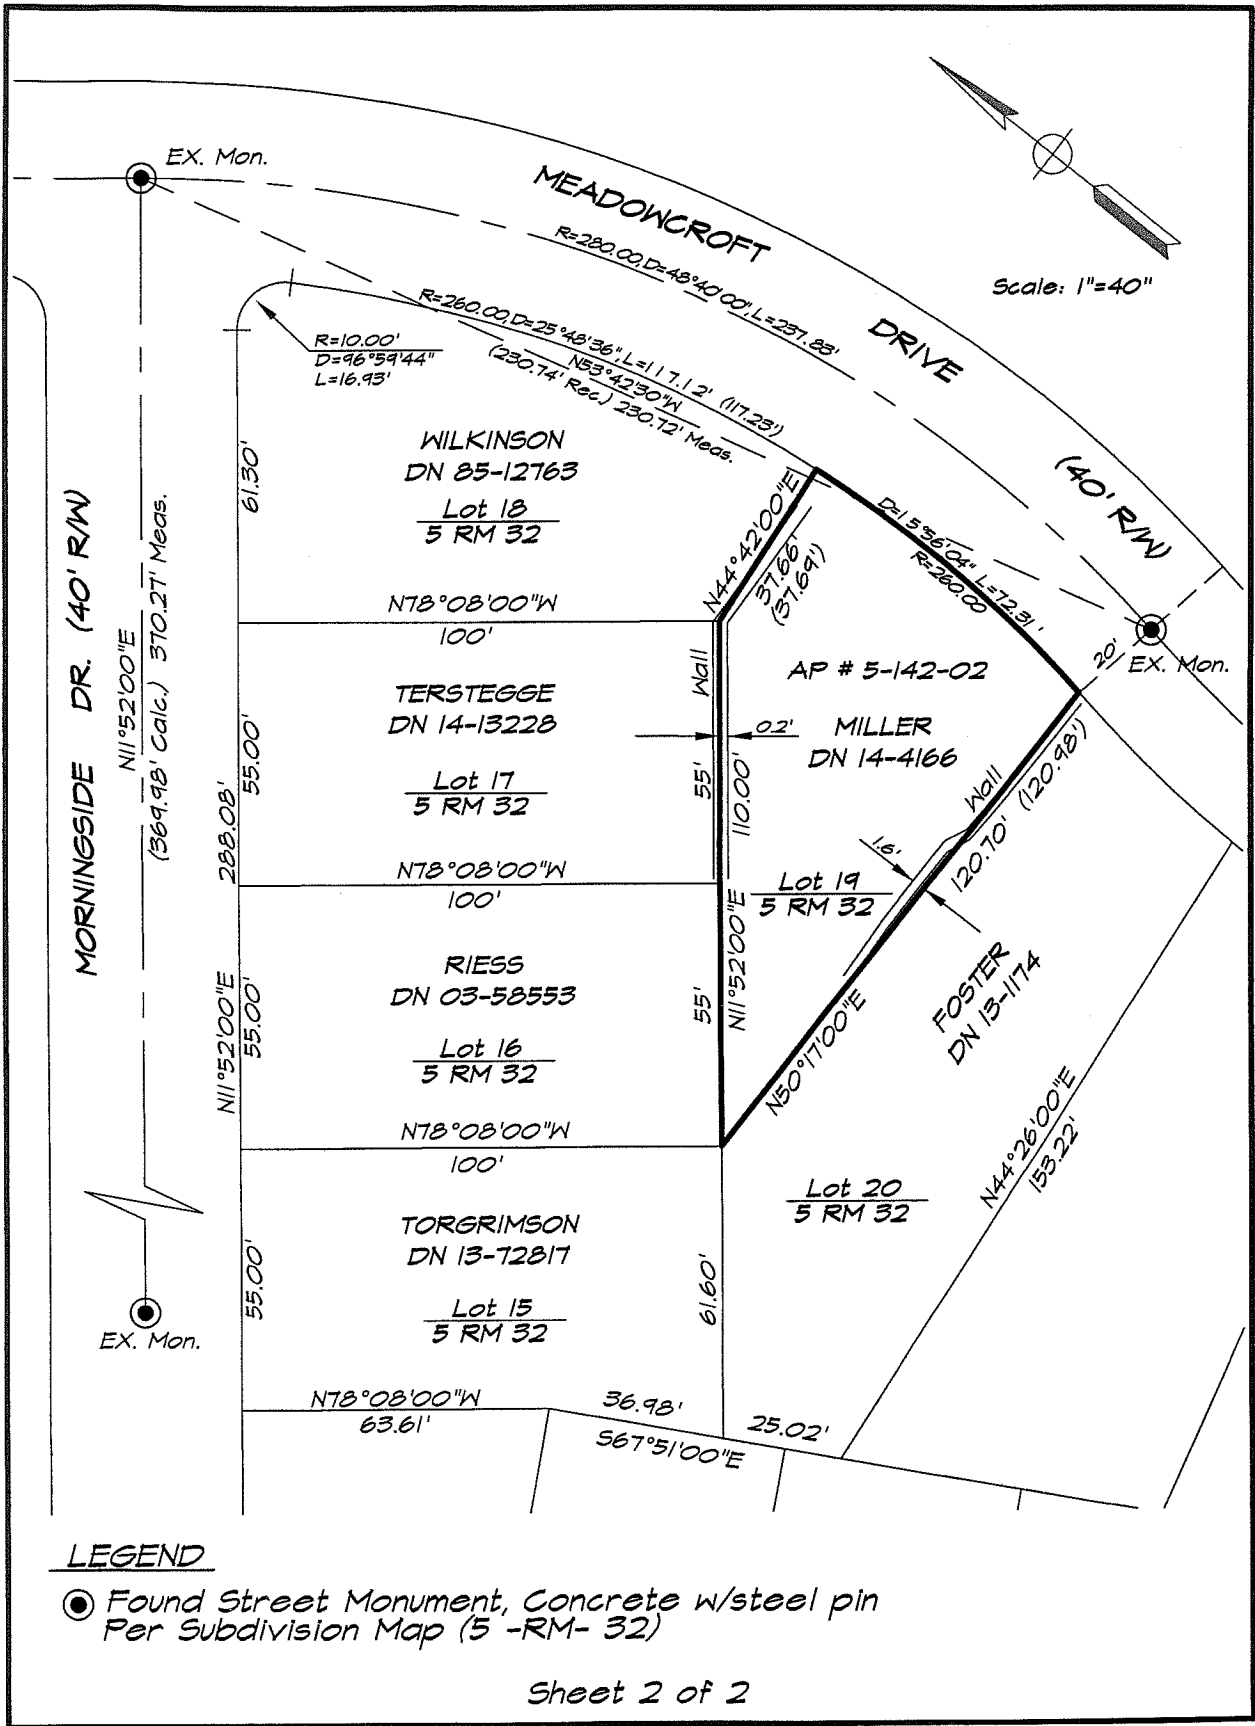 EX. Mon.
MEADOWCROFT
DRIVE
(40' R/W)
Scale: 1"=40"
R=280.00,D=48°40'00", L=237.83'
R=260.00,D=25°48'36", L=117.12' (117.23')
N53°42'30"W
(230.74' Rec.) 230.72' Meas.
R=10.00'
D=96°59'44"
L=16.93'
WILKINSON
DN 85-12763
Lot 18
5 RM 32
61.30'
N44°42'00"E
37.66'
(37.69')
D=15°56'04" L=72.31'
R=260.00
20'
EX. Mon.
MORNINGSIDE DR. (40' R/W)
N11°52'00"E
(369.98' Calc.) 370.27' Meas.
N78°08'00"W
100'
TERSTEGGE
DN 14-13228
Lot 17
5 RM 32
55.00'
288.08'
Wall
0.2'
55'
110.00'
AP # 5-142-02
MILLER
DN 14-4166
Wall
120.70' (120.98')
1.6'
Lot 19
5 RM 32
N78°08'00"W
100'
RIESS
DN 03-58553
Lot 16
5 RM 32
N11°52'00"E
55.00'
55'
N11°52'00"E
N50°17'00"E
FOSTER
DN 13-1174
N44°26'00"E
153.22'
N78°08'00"W
100'
TORGRIMSON
DN 13-72817
Lot 15
5 RM 32
55.00'
61.60'
Lot 20
5 RM 32
EX. Mon.
N78°08'00"W
63.61'
36.98'
25.02'
S67°51'00"E
LEGEND
Found Street Monument, Concrete w/steel pin
Per Subdivision Map (5 -RM- 32)
Sheet 2 of 2